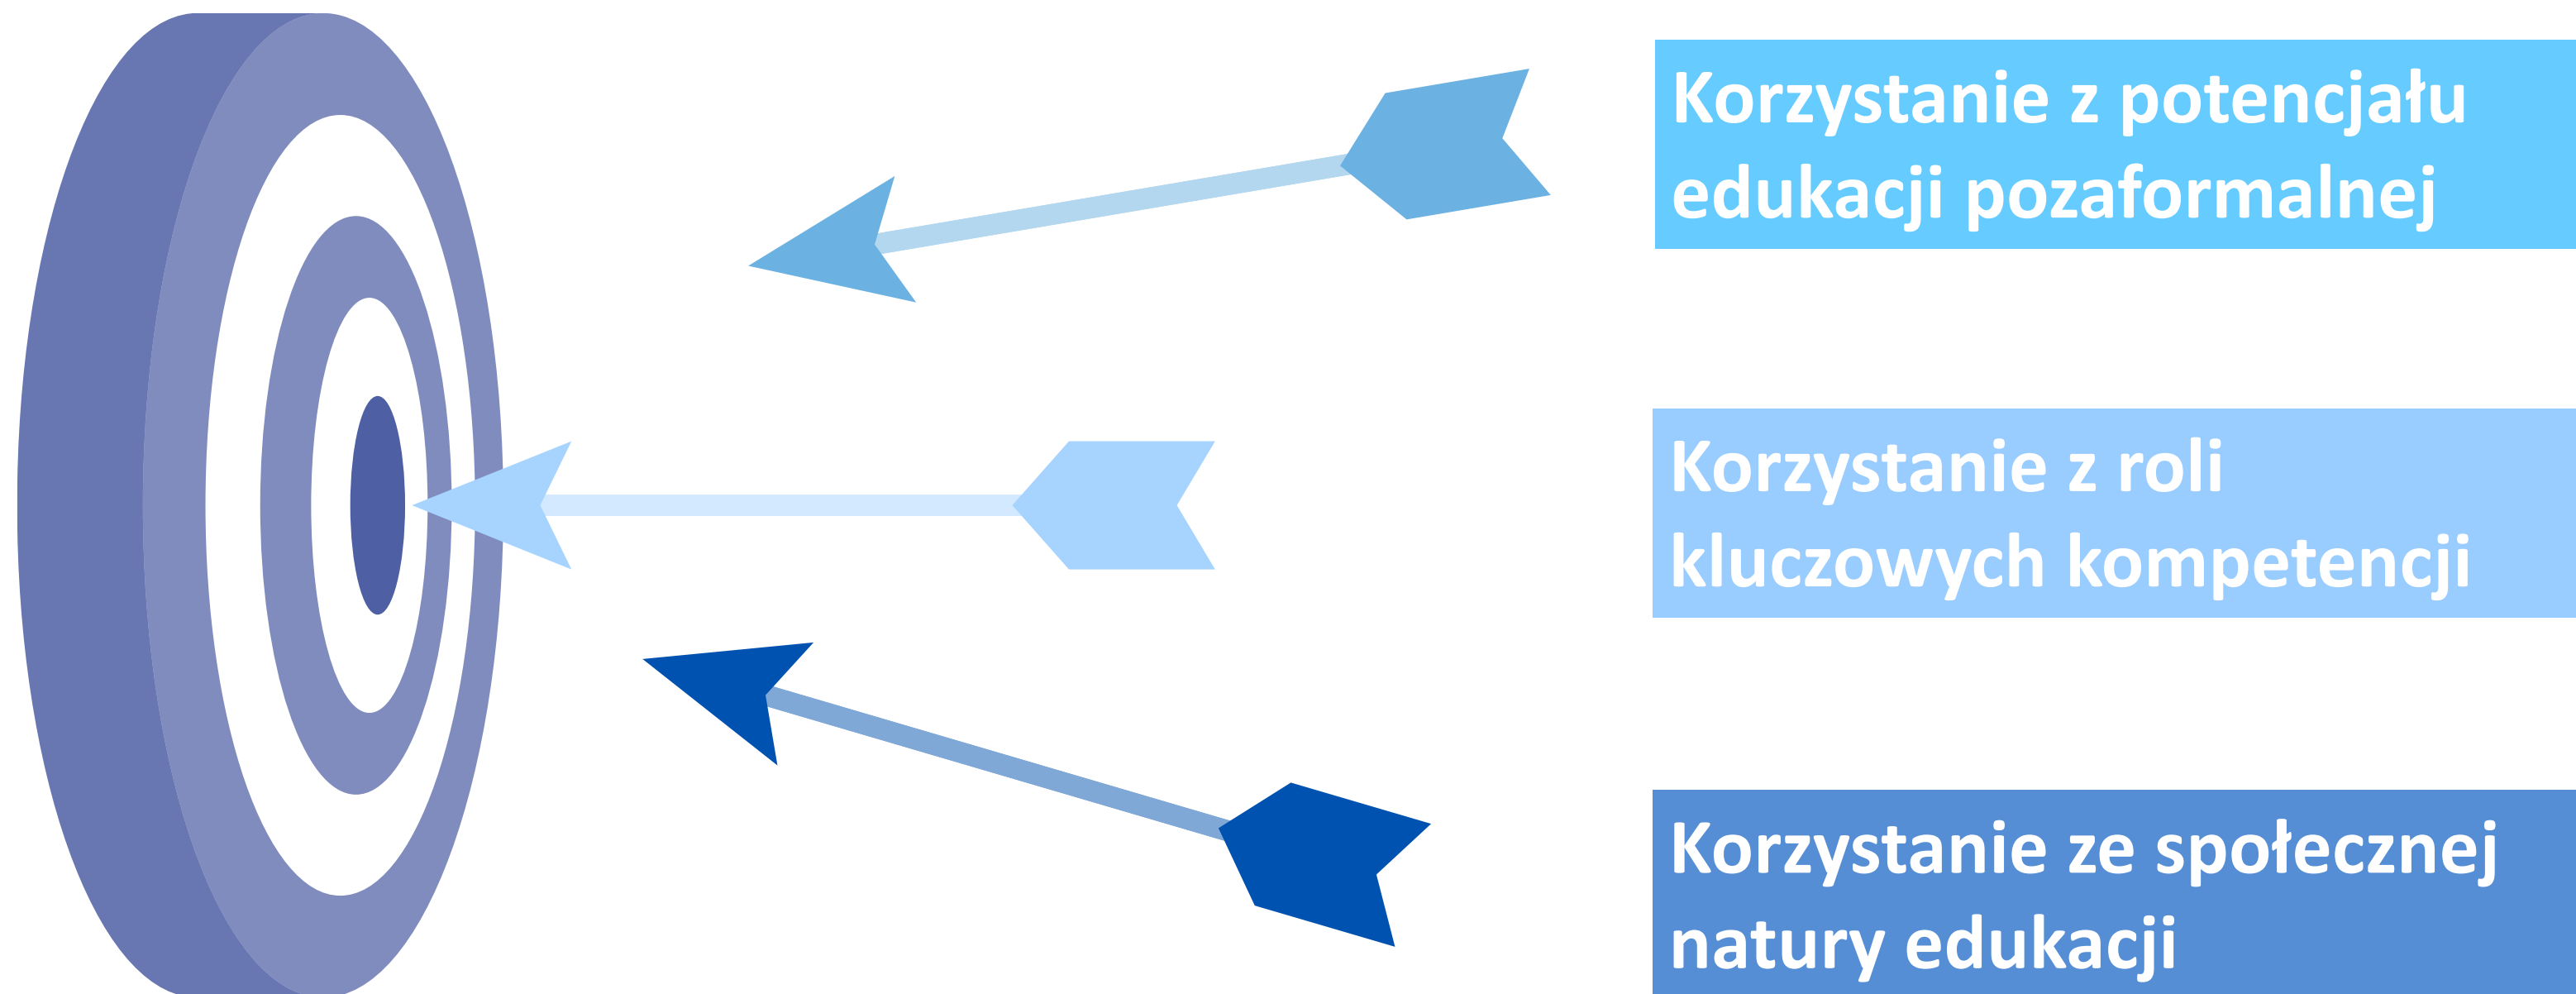 Korzystanie z potencjału
edukacji pozaformalnej
Korzystanie z roli
kluczowych kompetencji
Korzystanie ze społecznej
natury edukacji